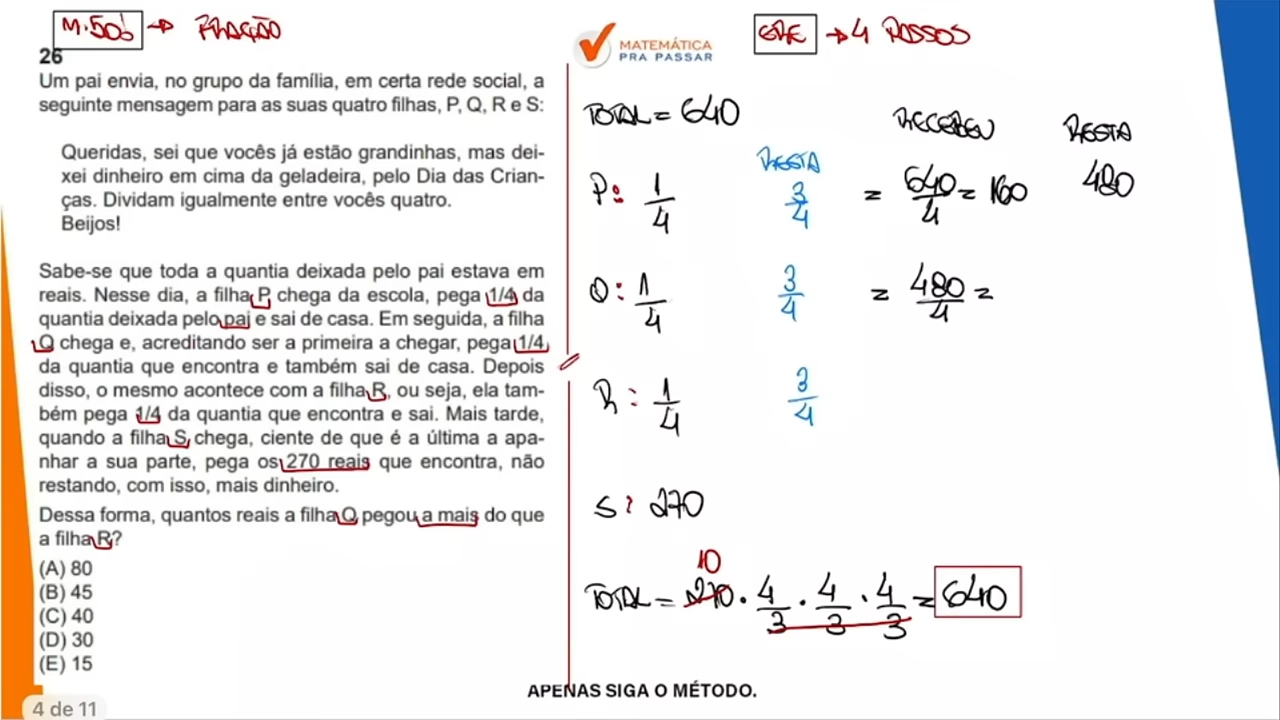 M.50δ → FRAÇÃO
26
Um pai envia, no grupo da família, em certa rede social, a
seguinte mensagem para as suas quatro filhas, P, Q, R e S:
Queridas, sei que vocês já estão grandinhas, mas dei-
xei dinheiro em cima da geladeira, pelo Dia das Crian-
ças. Dividam igualmente entre vocês quatro.
Beijos!
Sabe-se que toda a quantia deixada pelo pai estava em
reais. Nesse dia, a filha P chega da escola, pega 1/4 da
quantia deixada pelo pai e sai de casa. Em seguida, a filha
Q chega e, acreditando ser a primeira a chegar, pega 1/4
da quantia que encontra e também sai de casa. Depois
disso, o mesmo acontece com a filha R, ou seja, ela tam-
bém pega 1/4 da quantia que encontra e sai. Mais tarde,
quando a filha S chega, ciente de que é a última a apa-
nhar a sua parte, pega os 270 reais que encontra, não
restando, com isso, mais dinheiro.
Dessa forma, quantos reais a filha Q pegou a mais do que
a filha R?
(A) 80
(B) 45
(C) 40
(D) 30
(E) 15
4 de 11
MATEMÁTICA
PRA PASSAR
GPE → 4 PASSOS
TOTAL = 640
RECEBEU RESTA
RESTA
P: 1/4 3/4 = 640/4 = 160 480
Q: 1/4 3/4 = 480/4 =
R: 1/4 3/4
S: 270
10
TOTAL = 270 · 4/3 · 4/3 · 4/3 = 640
APENAS SIGA O MÉTODO.